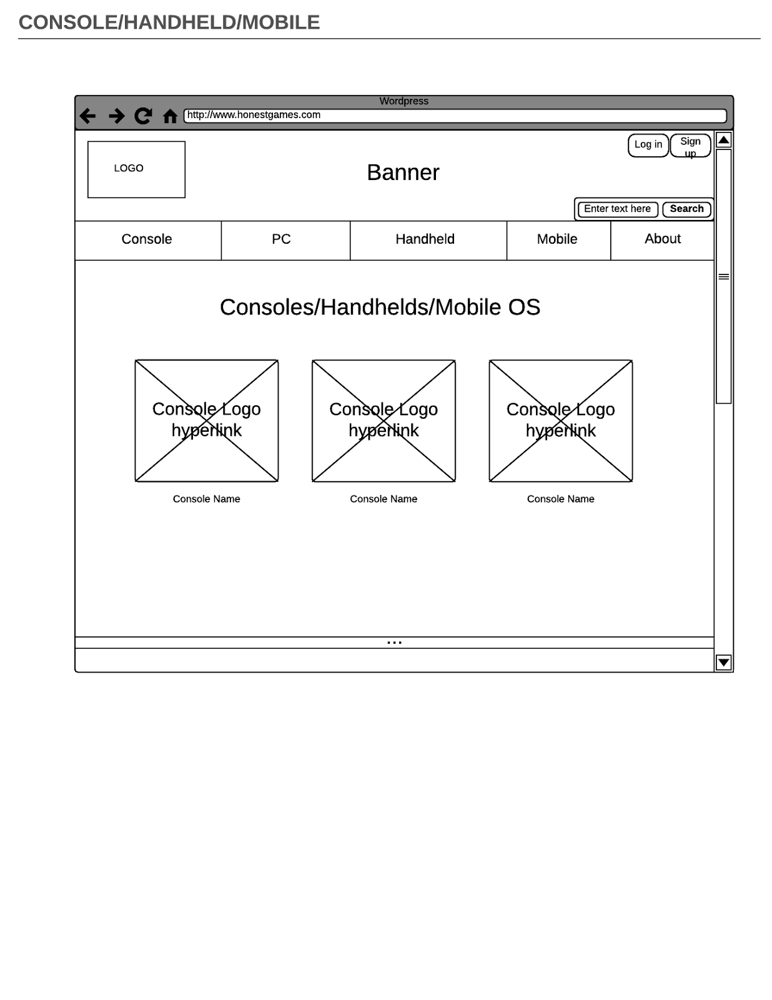 CONSOLE/HANDHELD/MOBILE
Wordpress
http://www.honestgames.com
Log in
Sign
up
LOGO
Banner
Enter text here
Search
Console
PC
Handheld
Mobile
About
Consoles/Handhelds/Mobile OS
Console Logo
hyperlink
Console Logo
hyperlink
Console Logo
hyperlink
Console Name
Console Name
Console Name
...